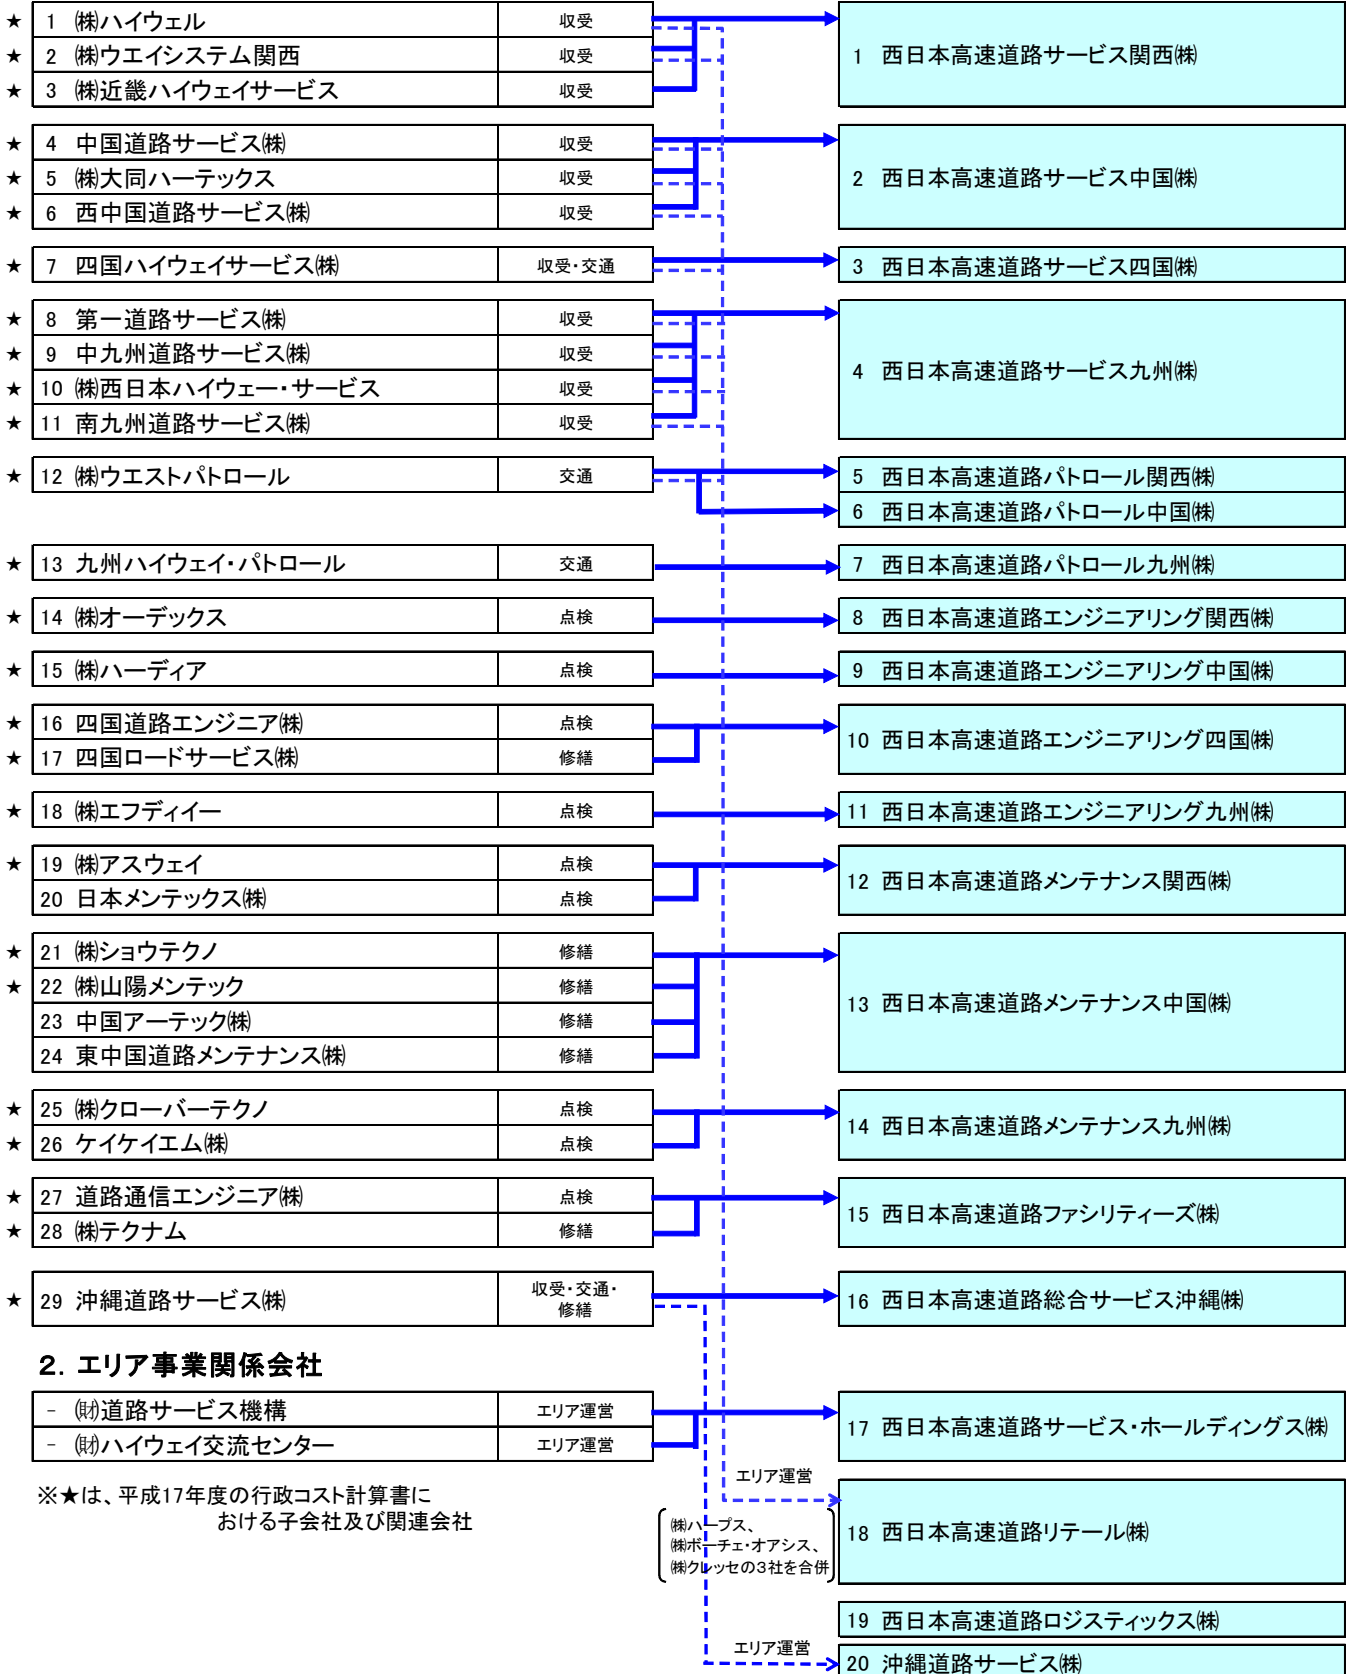 ★ 1 ㈱ハイウェル 収受
★ 2 ㈱ウエイシステム関西 収受
★ 3 ㈱近畿ハイウェイサービス 収受
1 西日本高速道路サービス関西㈱
★ 4 中国道路サービス㈱ 収受
★ 5 ㈱大同ハーテックス 収受
★ 6 西中国道路サービス㈱ 収受
2 西日本高速道路サービス中国㈱
★ 7 四国ハイウェイサービス㈱ 収受・交通
3 西日本高速道路サービス四国㈱
★ 8 第一道路サービス㈱ 収受
★ 9 中九州道路サービス㈱ 収受
★ 10 ㈱西日本ハイウェー・サービス 収受
★ 11 南九州道路サービス㈱ 収受
4 西日本高速道路サービス九州㈱
★ 12 ㈱ウエストパトロール 交通
5 西日本高速道路パトロール関西㈱
6 西日本高速道路パトロール中国㈱
★ 13 九州ハイウェイ・パトロール 交通
7 西日本高速道路パトロール九州㈱
★ 14 ㈱オーデックス 点検
8 西日本高速道路エンジニアリング関西㈱
★ 15 ㈱ハーディア 点検
9 西日本高速道路エンジニアリング中国㈱
★ 16 四国道路エンジニア㈱ 点検
★ 17 四国ロードサービス㈱ 修繕
10 西日本高速道路エンジニアリング四国㈱
★ 18 ㈱エフディイー 点検
11 西日本高速道路エンジニアリング九州㈱
★ 19 ㈱アスウェイ 点検
20 日本メンテックス㈱ 点検
12 西日本高速道路メンテナンス関西㈱
★ 21 ㈱ショウテクノ 修繕
★ 22 ㈱山陽メンテック 修繕
23 中国アーテック㈱ 修繕
24 東中国道路メンテナンス㈱ 修繕
13 西日本高速道路メンテナンス中国㈱
★ 25 ㈱クローバーテクノ 点検
★ 26 ケイケイエム㈱ 点検
14 西日本高速道路メンテナンス九州㈱
★ 27 道路通信エンジニア㈱ 点検
★ 28 ㈱テクナム 修繕
15 西日本高速道路ファシリティーズ㈱
★ 29 沖縄道路サービス㈱ 収受・交通・
修繕
16 西日本高速道路総合サービス沖縄㈱
２．エリア事業関係会社
－ ㈶道路サービス機構 エリア運営
－ ㈶ハイウェイ交流センター エリア運営
17 西日本高速道路サービス・ホールディングス㈱
エリア運営
※★は、平成17年度の行政コスト計算書に
おける子会社及び関連会社
㈱ハープス、
㈱ポーチェ・オアシス、
㈱クレッセの３社を合併
18 西日本高速道路リテール㈱
19 西日本高速道路ロジスティックス㈱
エリア運営
20 沖縄道路サービス㈱